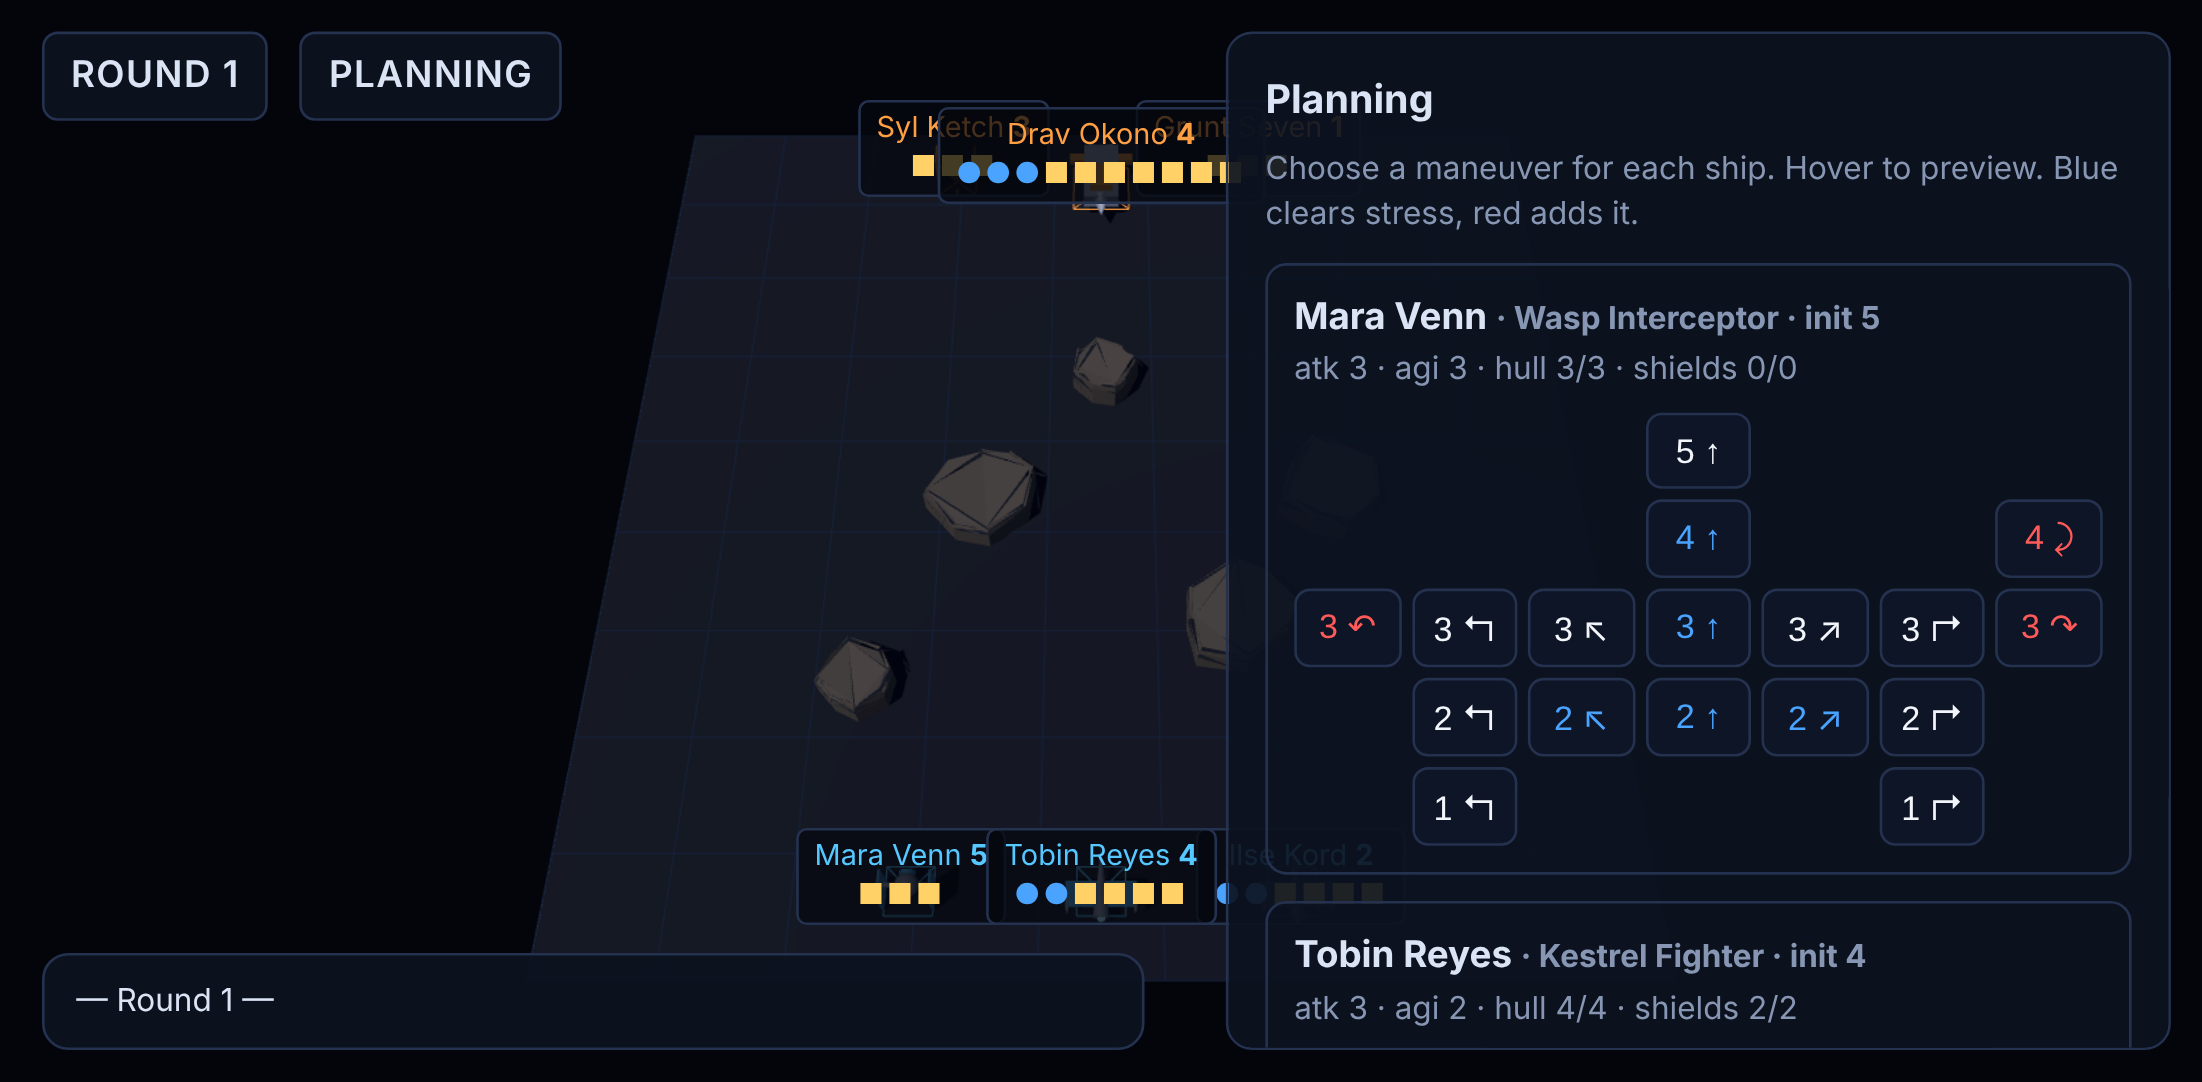 ROUND 1
PLANNING
Syl Ketch 3
Drav Okono 4
Grunt Seven 1
Mara Venn 5
Tobin Reyes 4
Ilse Kord 2
— Round 1 —
Planning
Choose a maneuver for each ship. Hover to preview. Blue
clears stress, red adds it.
Mara Venn · Wasp Interceptor · init 5
atk 3 · agi 3 · hull 3/3 · shields 0/0
5 ↑
4 ↑ 4 ⤸
3 ↶ 3 ↰ 3 ↖ 3 ↑ 3 ↗ 3 ↱ 3 ↷
2 ↰ 2 ↖ 2 ↑ 2 ↗ 2 ↱
1 ↰ 1 ↱
Tobin Reyes · Kestrel Fighter · init 4
atk 3 · agi 2 · hull 4/4 · shields 2/2